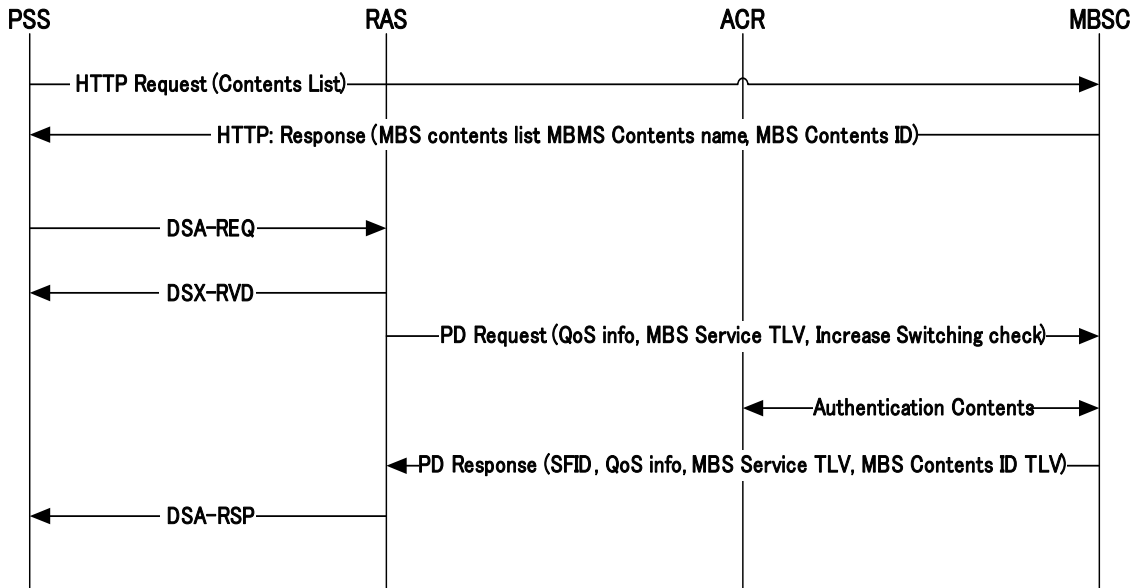 PSS RAS ACR MBSC
HTTP Request (Contents List)
HTTP: Response (MBS contents list MBMS Contents name, MBS Contents ID)
DSA-REQ
DSX-RVD
PD Request (QoS info, MBS Service TLV, Increase Switching check)
Authentication Contents
PD Response (SFID, QoS info, MBS Service TLV, MBS Contents ID TLV)
DSA-RSP